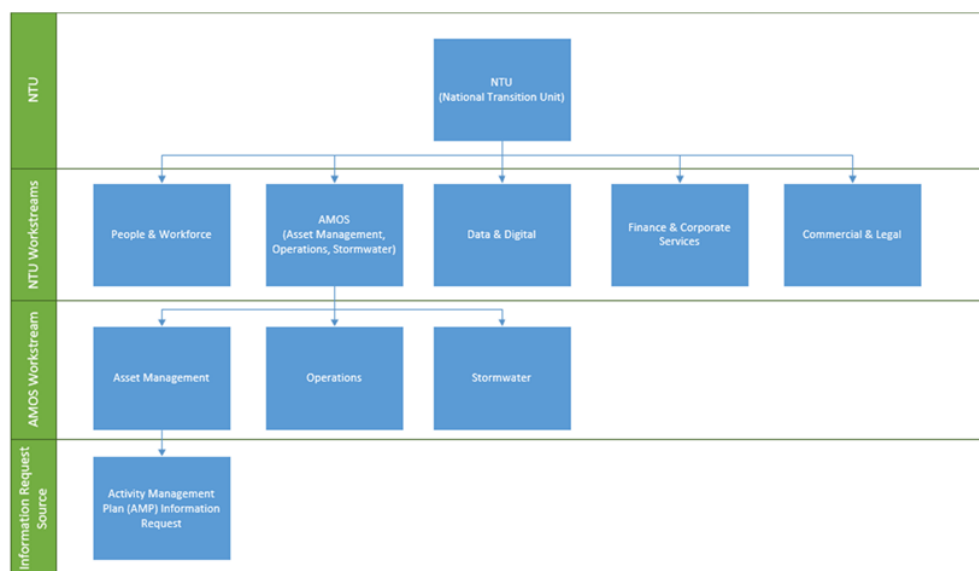 NTU
NTU
(National Transition Unit)
NTU Workstreams
People & Workforce
AMOS
(Asset Management,
Operations, Stormwater)
Data & Digital
Finance & Corporate
Services
Commercial & Legal
AMOS Workstream
Asset Management
Operations
Stormwater
Information Request
Source
Activity Management
Plan (AMP) Information
Request